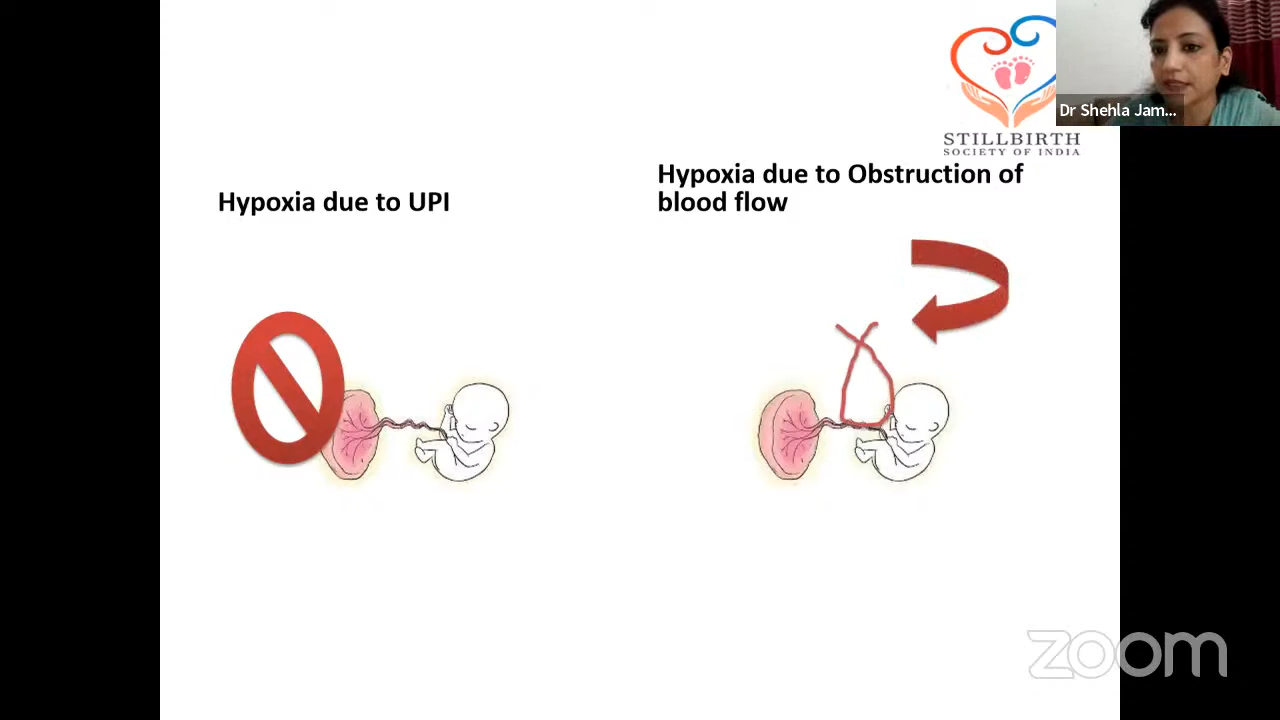 STILLBIRTH
SOCIETY OF INDIA
Dr Shehla Jam...
Hypoxia due to UPI
Hypoxia due to Obstruction of
blood flow
zoom